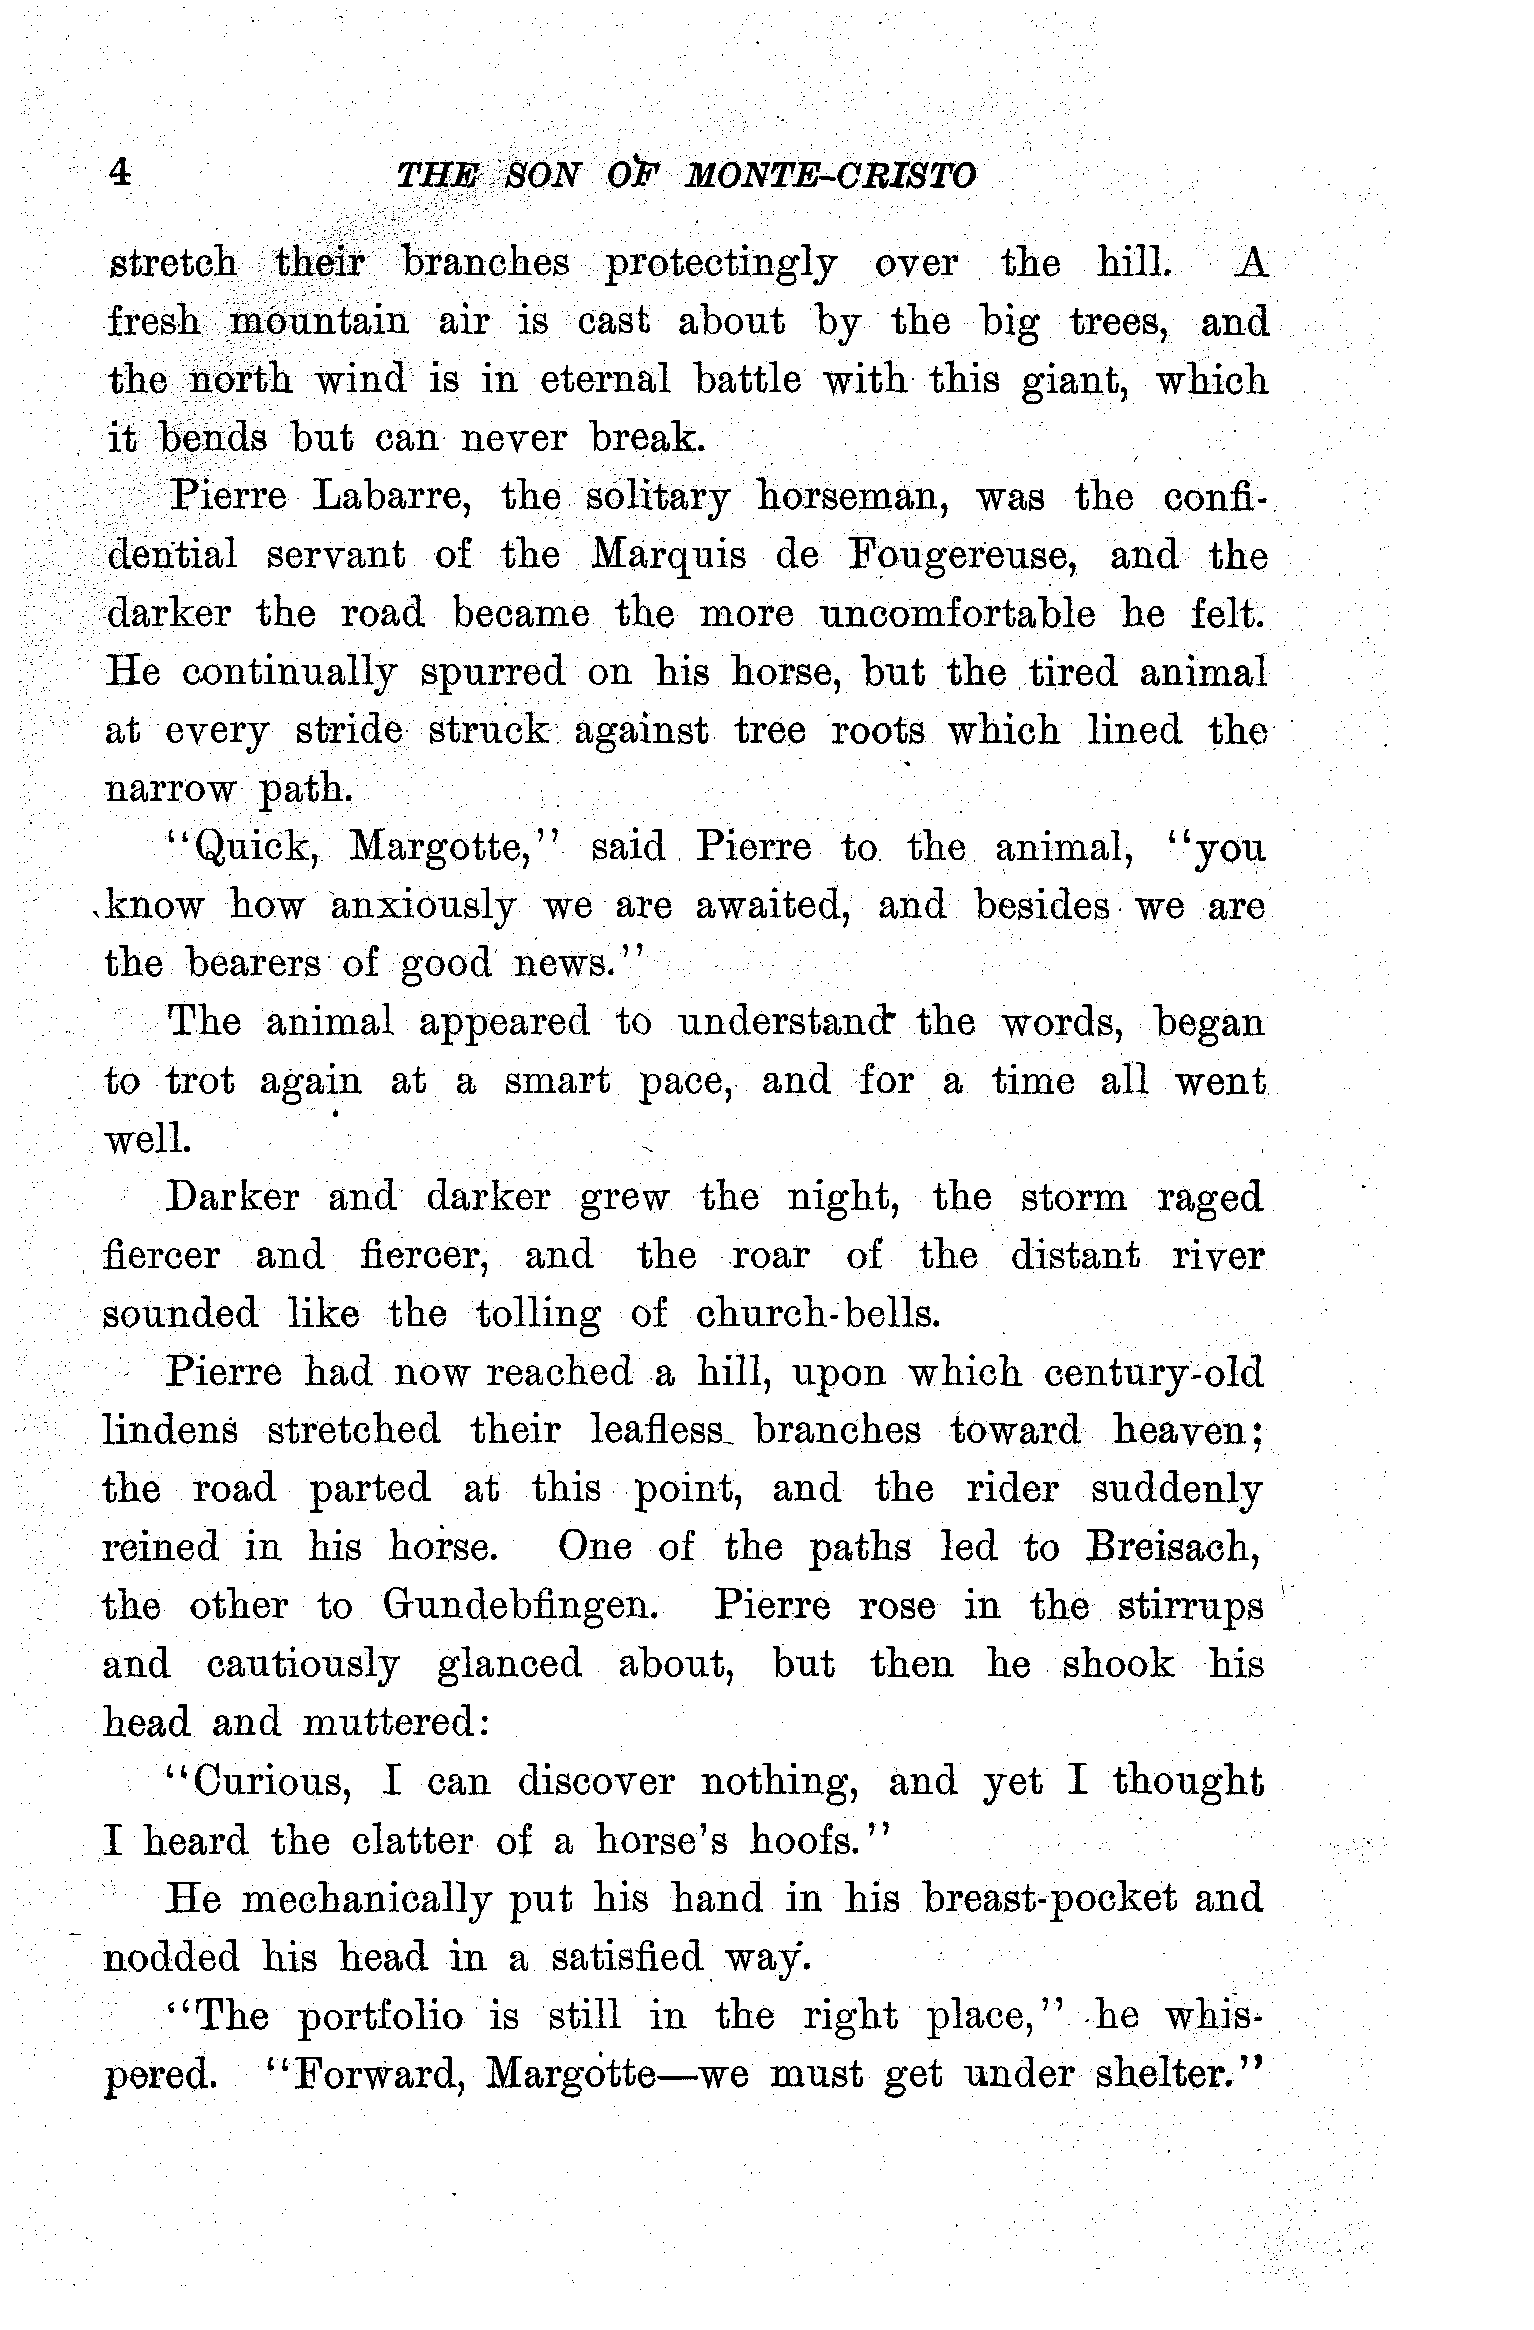 4 THE SON OF MONTE-CRISTO
stretch their branches protectingly over the hill. A
fresh mountain air is cast about by the big trees, and
the north wind is in eternal battle with this giant, which
it bends but can never break.
Pierre Labarre, the solitary horseman, was the confi-
dential servant of the Marquis de Fougereuse, and the
darker the road became the more uncomfortable he felt.
He continually spurred on his horse, but the tired animal
at every stride struck against tree roots which lined the
narrow path.
"Quick, Margotte," said Pierre to the animal, "you
know how anxiously we are awaited, and besides we are
the bearers of good news."
The animal appeared to understand the words, began
to trot again at a smart pace, and for a time all went
well.
Darker and darker grew the night, the storm raged
fiercer and fiercer, and the roar of the distant river
sounded like the tolling of church-bells.
Pierre had now reached a hill, upon which century-old
lindens stretched their leafless branches toward heaven;
the road parted at this point, and the rider suddenly
reined in his horse. One of the paths led to Breisach,
the other to Gundebfingen. Pierre rose in the stirrups
and cautiously glanced about, but then he shook his
head and muttered:
"Curious, I can discover nothing, and yet I thought
I heard the clatter of a horse's hoofs."
He mechanically put his hand in his breast-pocket and
nodded his head in a satisfied way.
"The portfolio is still in the right place," he whis-
pered. "Forward, Margotte—we must get under shelter."